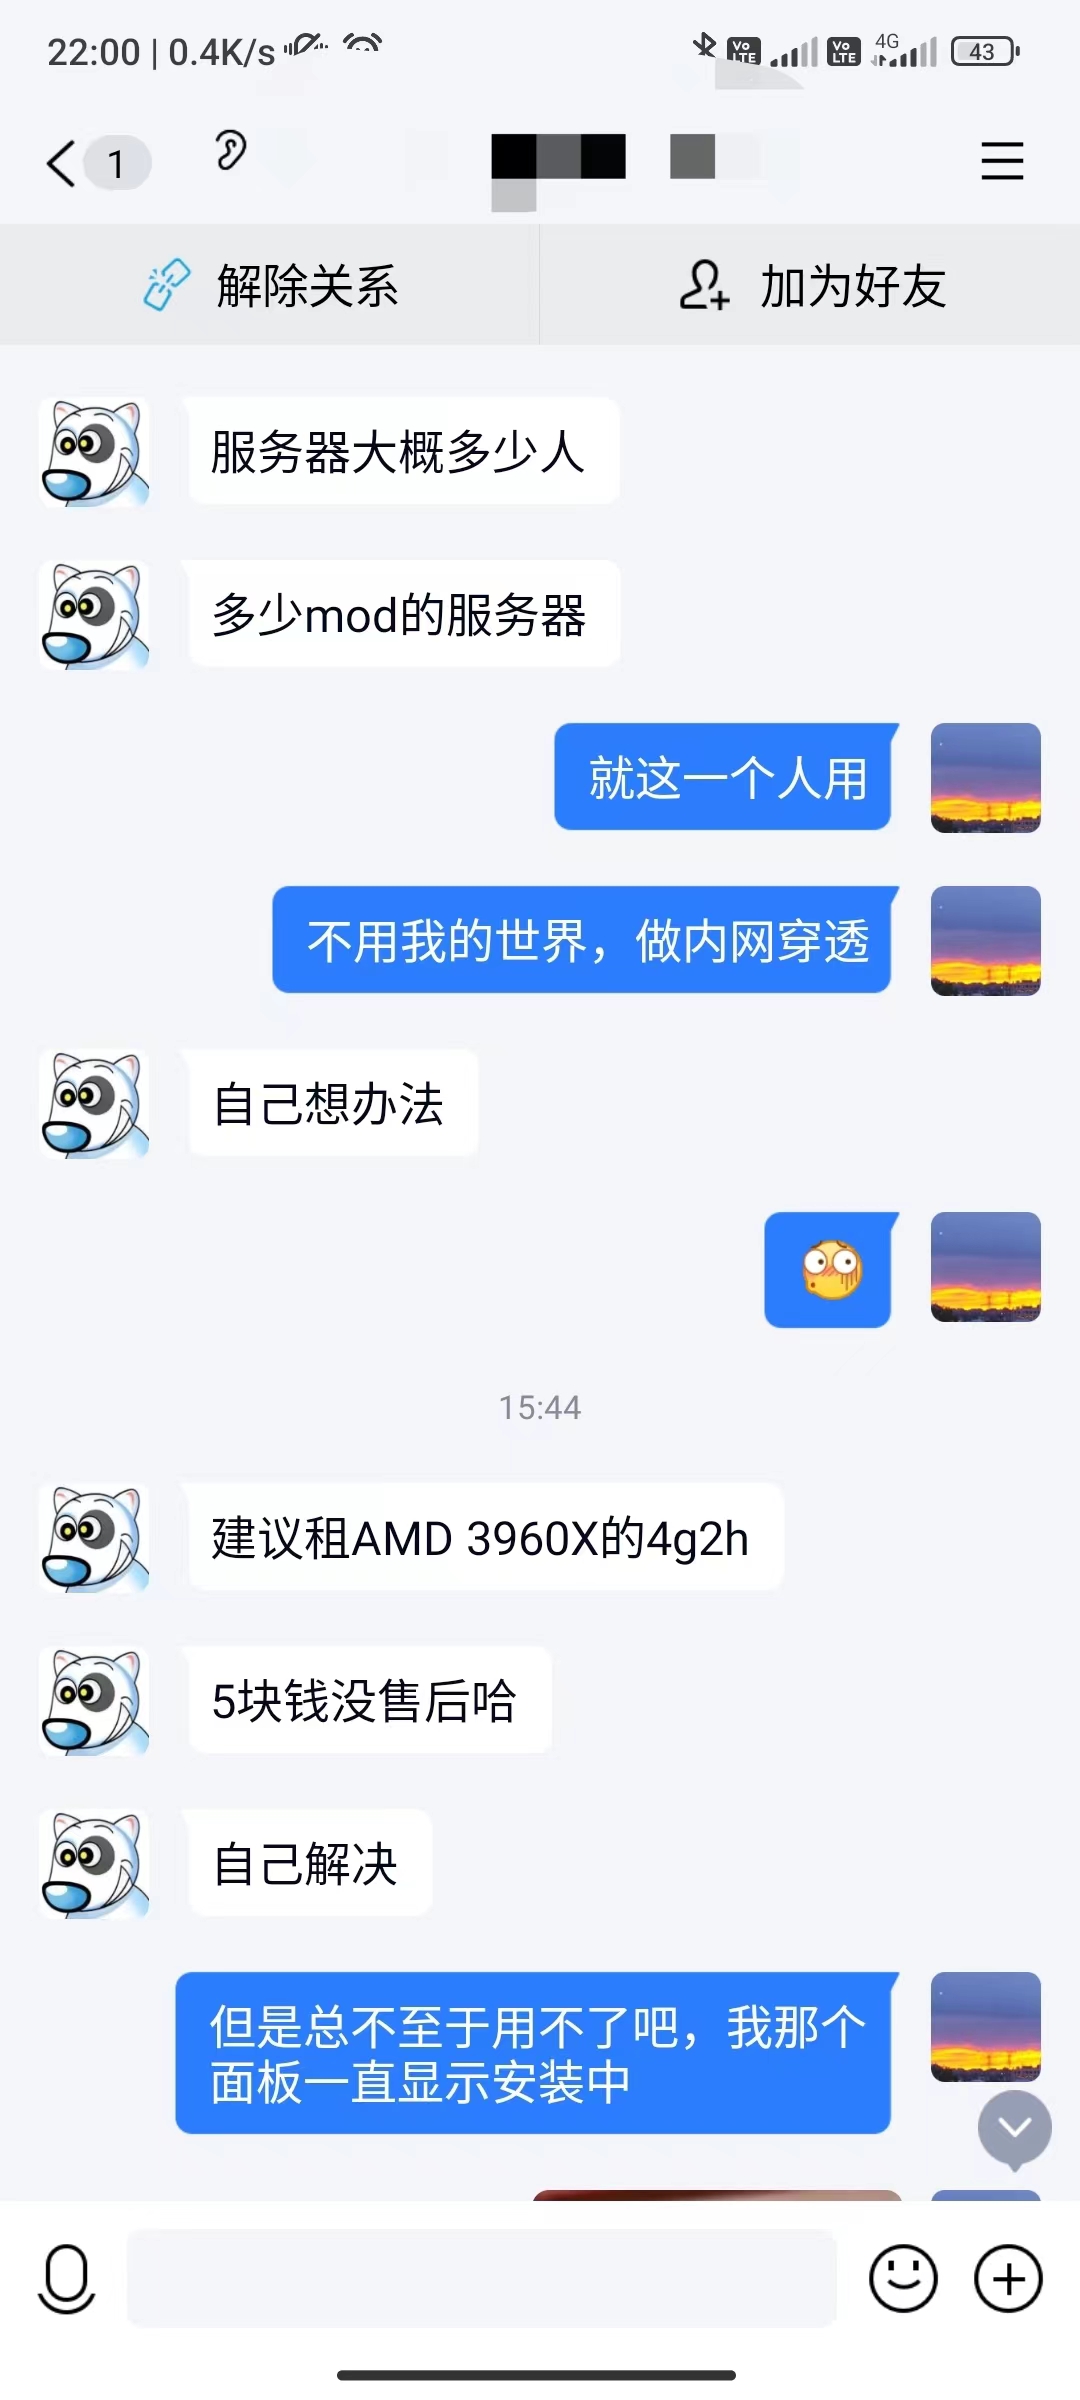 22:00 | 0.4K/s
Vo LTE
Vo LTE
4G
43
1
解除关系
加为好友
服务器大概多少人
多少mod的服务器
就这一个人用
不用我的世界，做内网穿透
自己想办法
15:44
建议租AMD 3960X的4g2h
5块钱没售后哈
自己解决
但是总不至于用不了吧，我那个
面板一直显示安装中